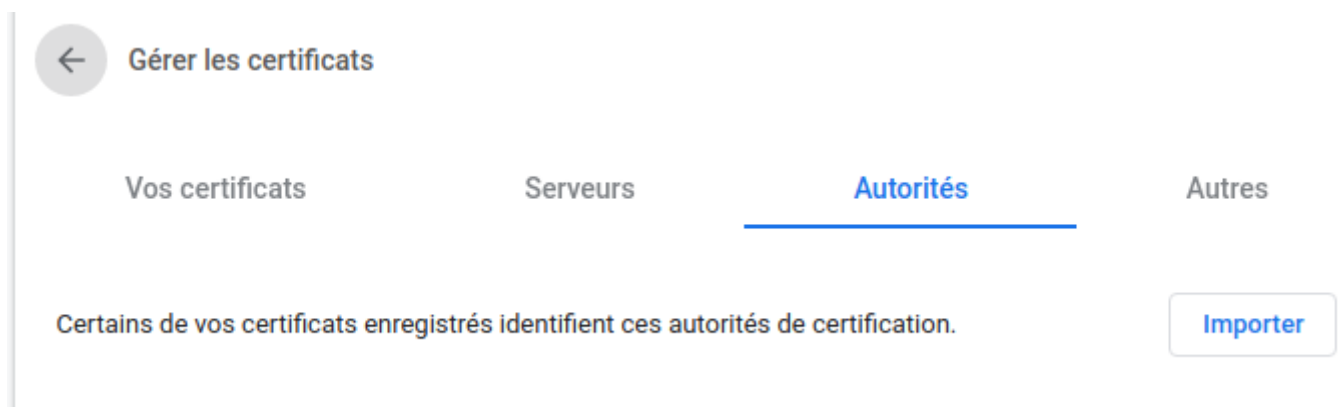 Gérer les certificats
Vos certificats Serveurs Autorités Autres
Certains de vos certificats enregistrés identifient ces autorités de certification. Importer